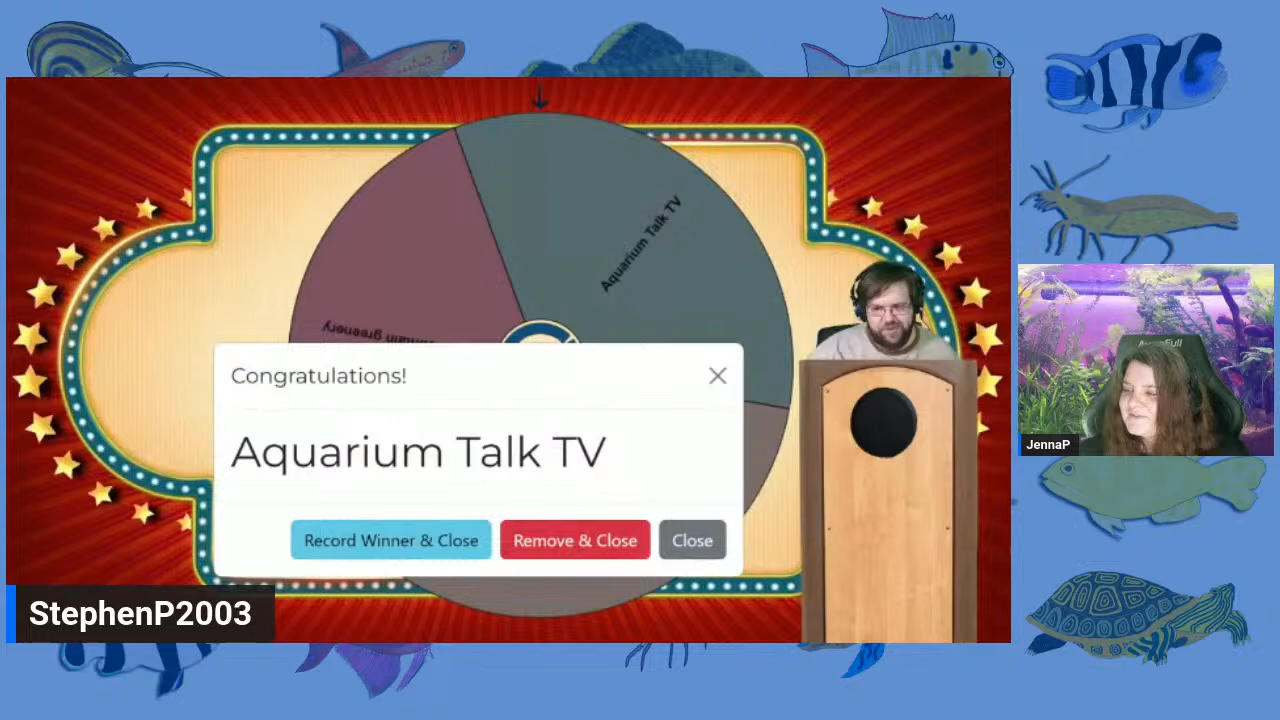 Aquarium Talk TV
Congratulations!
Aquarium Talk TV
Record Winner & Close
Remove & Close
Close
JennaP
StephenP2003